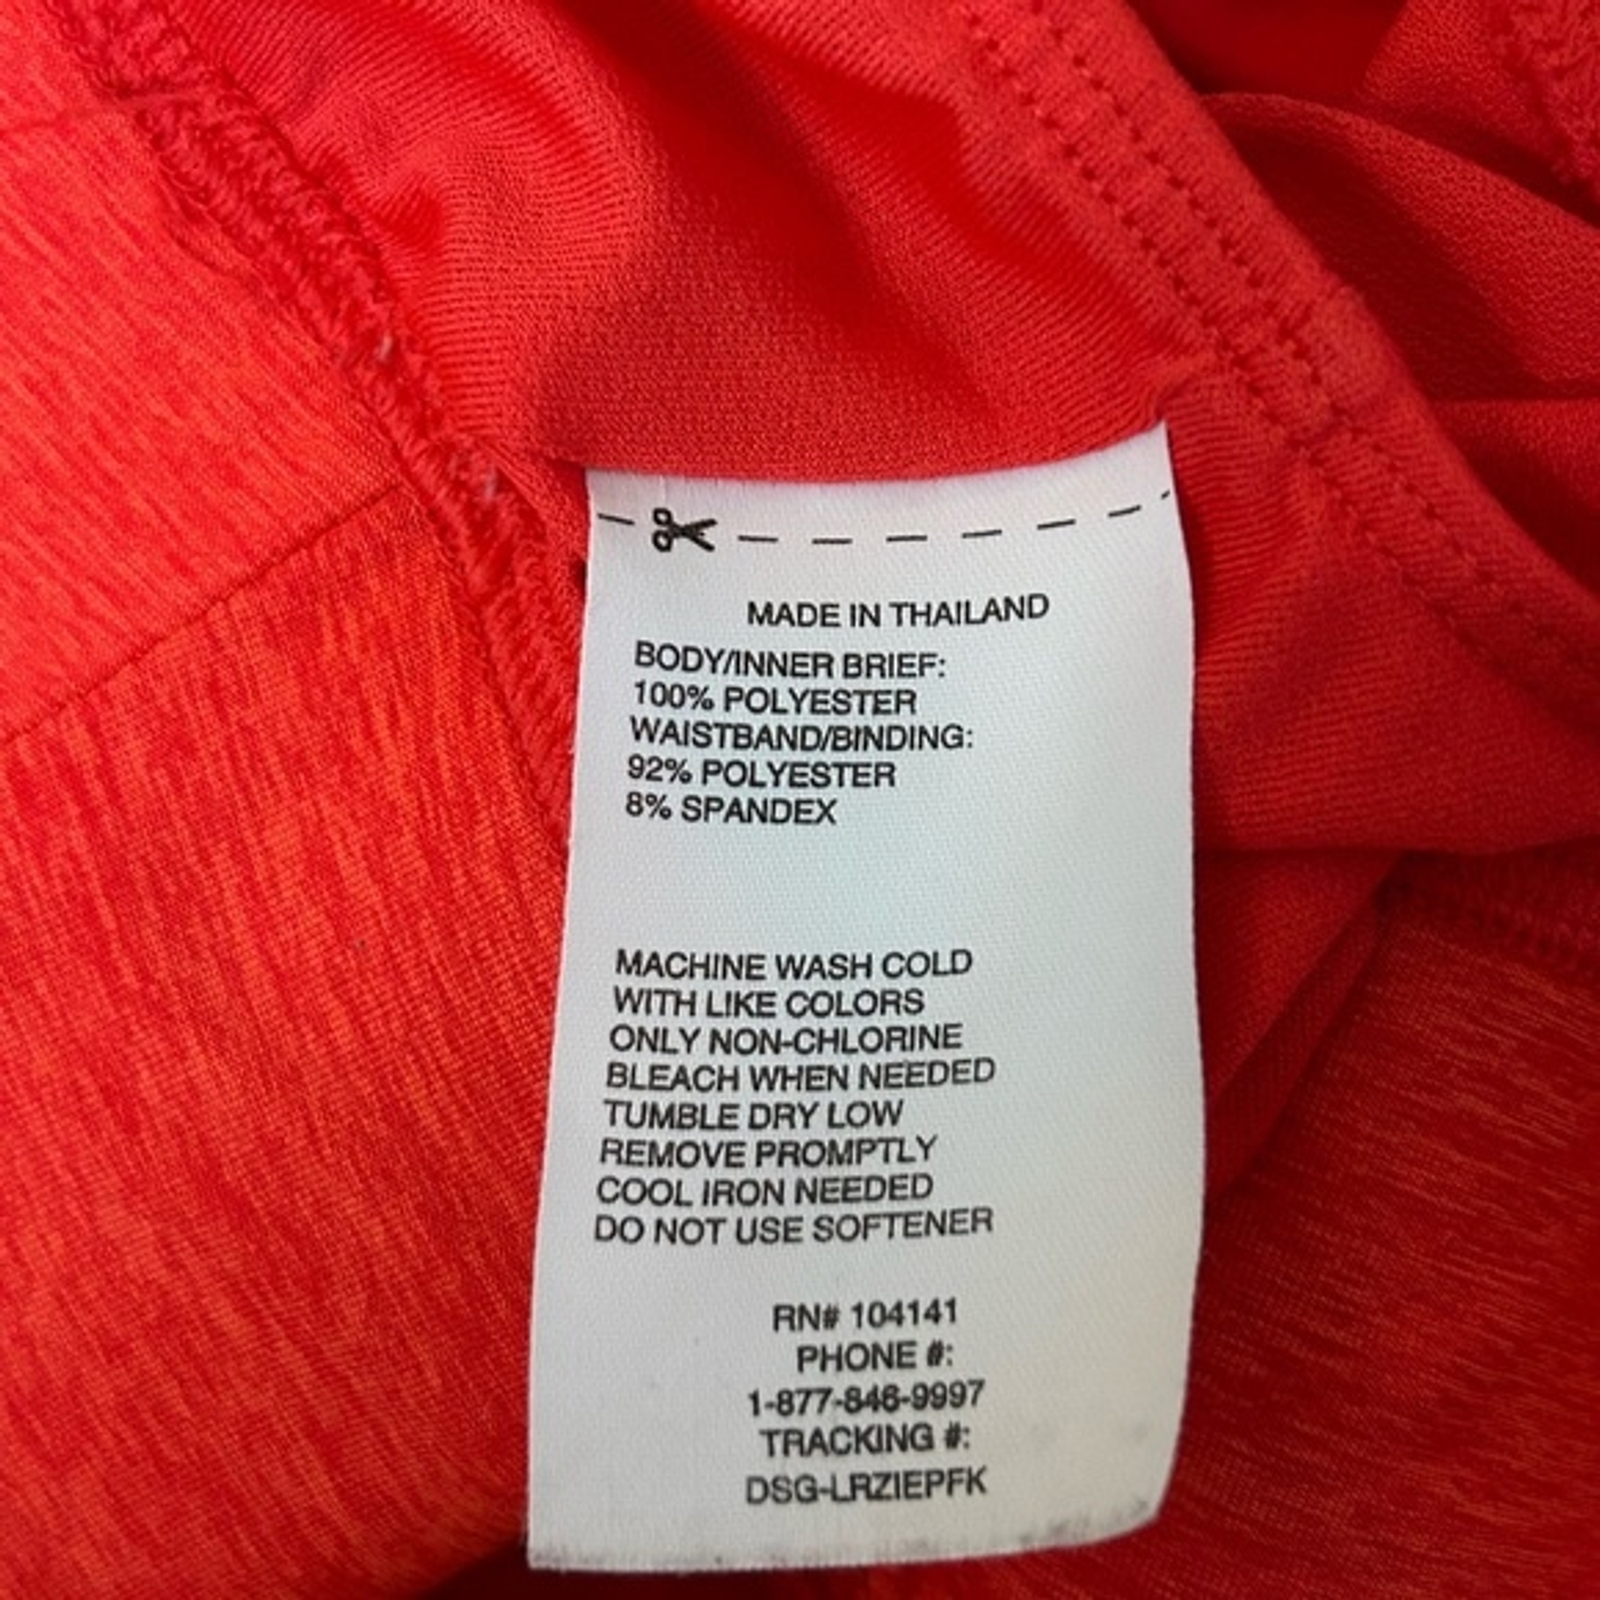 MADE IN THAILAND
BODY/INNER BRIEF:
100% POLYESTER
WAISTBAND/BINDING:
92% POLYESTER
8% SPANDEX
MACHINE WASH COLD
WITH LIKE COLORS
ONLY NON-CHLORINE
BLEACH WHEN NEEDED
TUMBLE DRY LOW
REMOVE PROMPTLY
COOL IRON NEEDED
DO NOT USE SOFTENER
RN# 104141
PHONE #:
1-877-846-9997
TRACKING #:
DSG-LRZIEPFK